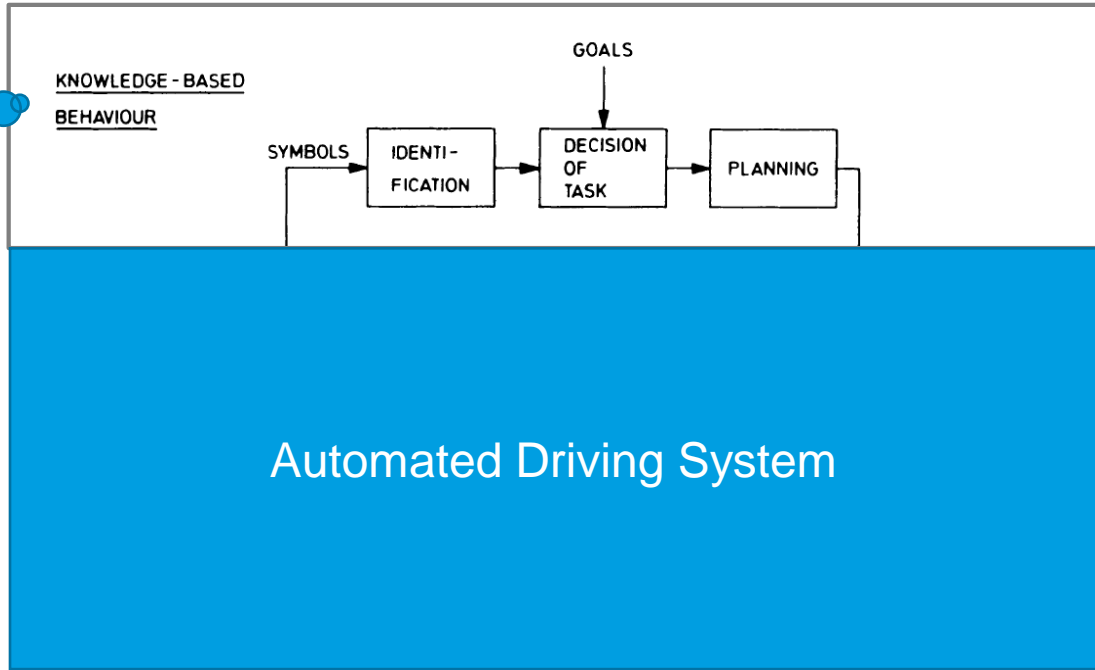 GOALS
KNOWLEDGE-BASED
BEHAVIOUR
SYMBOLS
IDENTI-
FICATION
DECISION
OF
TASK
PLANNING
Automated Driving System